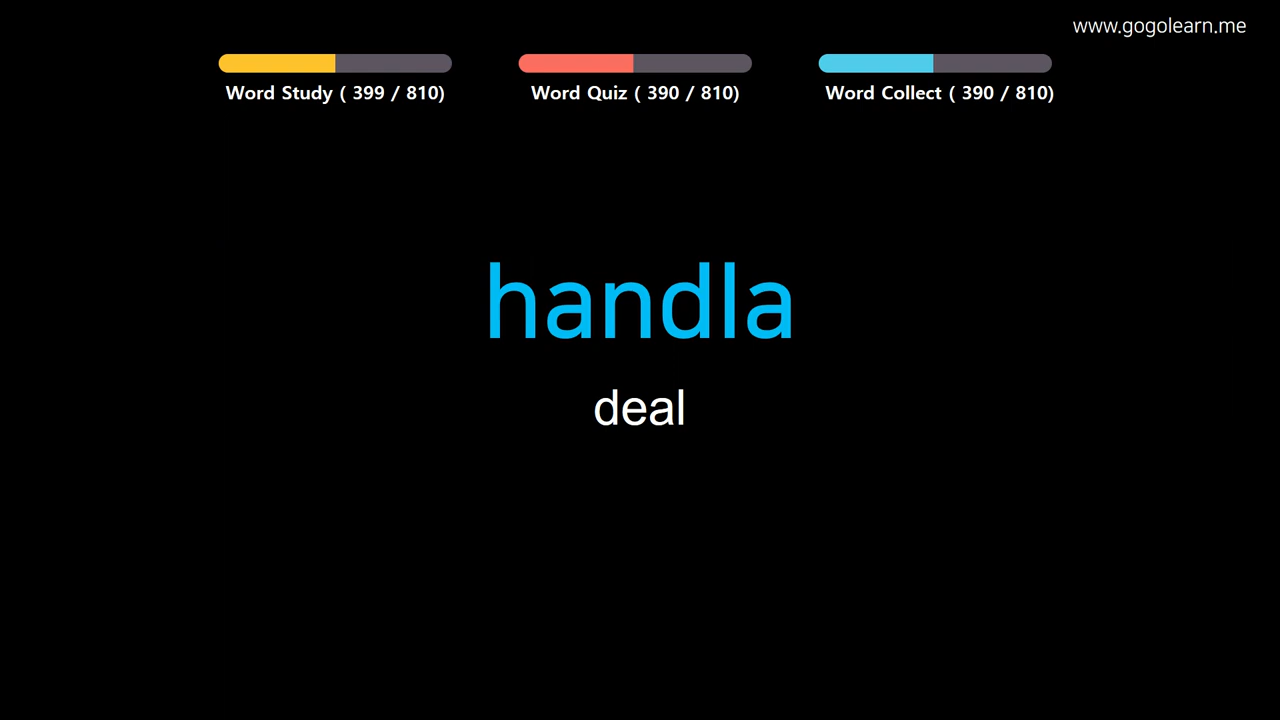 www.gogolearn.me
Word Study ( 399 / 810)
Word Quiz ( 390 / 810)
Word Collect ( 390 / 810)
handla
deal